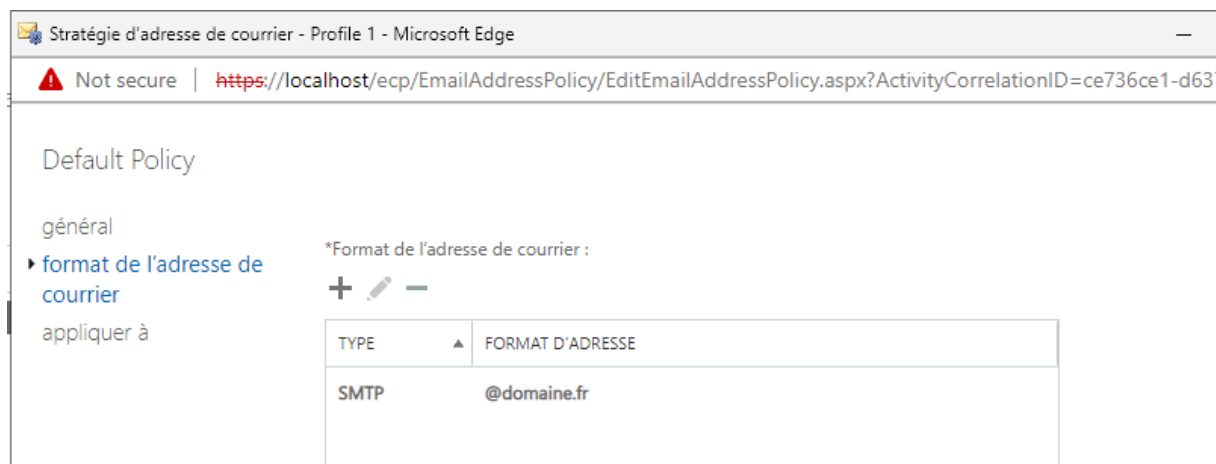 Stratégie d'adresse de courrier - Profile 1 - Microsoft Edge
Not secure | https://localhost/ecp/EmailAddressPolicy/EditEmailAddressPolicy.aspx?ActivityCorrelationID=ce736ce1-d637
Default Policy
général
format de l'adresse de
courrier
appliquer à
*Format de l'adresse de courrier :
TYPE FORMAT D'ADRESSE
SMTP @domaine.fr